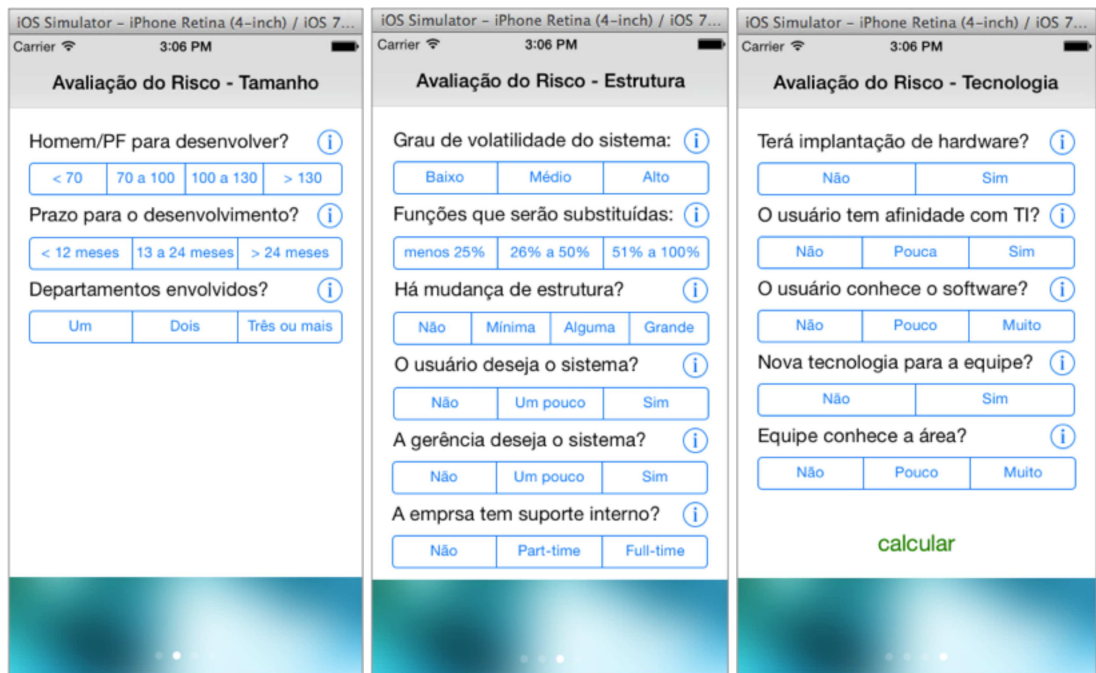 iOS Simulator – iPhone Retina (4–inch) / iOS 7...
Carrier 3:06 PM
Avaliação do Risco - Tamanho
Homem/PF para desenvolver? i
< 70 70 a 100 100 a 130 > 130
Prazo para o desenvolvimento? i
< 12 meses 13 a 24 meses > 24 meses
Departamentos envolvidos? i
Um Dois Três ou mais
iOS Simulator – iPhone Retina (4–inch) / iOS 7...
Carrier 3:06 PM
Avaliação do Risco - Estrutura
Grau de volatilidade do sistema: i
Baixo Médio Alto
Funções que serão substituídas: i
menos 25% 26% a 50% 51% a 100%
Há mudança de estrutura? i
Não Mínima Alguma Grande
O usuário deseja o sistema? i
Não Um pouco Sim
A gerência deseja o sistema? i
Não Um pouco Sim
A emprsa tem suporte interno? i
Não Part-time Full-time
iOS Simulator – iPhone Retina (4–inch) / iOS 7...
Carrier 3:06 PM
Avaliação do Risco - Tecnologia
Terá implantação de hardware? i
Não Sim
O usuário tem afinidade com TI? i
Não Pouca Sim
O usuário conhece o software? i
Não Pouco Muito
Nova tecnologia para a equipe? i
Não Sim
Equipe conhece a área? i
Não Pouco Muito
calcular